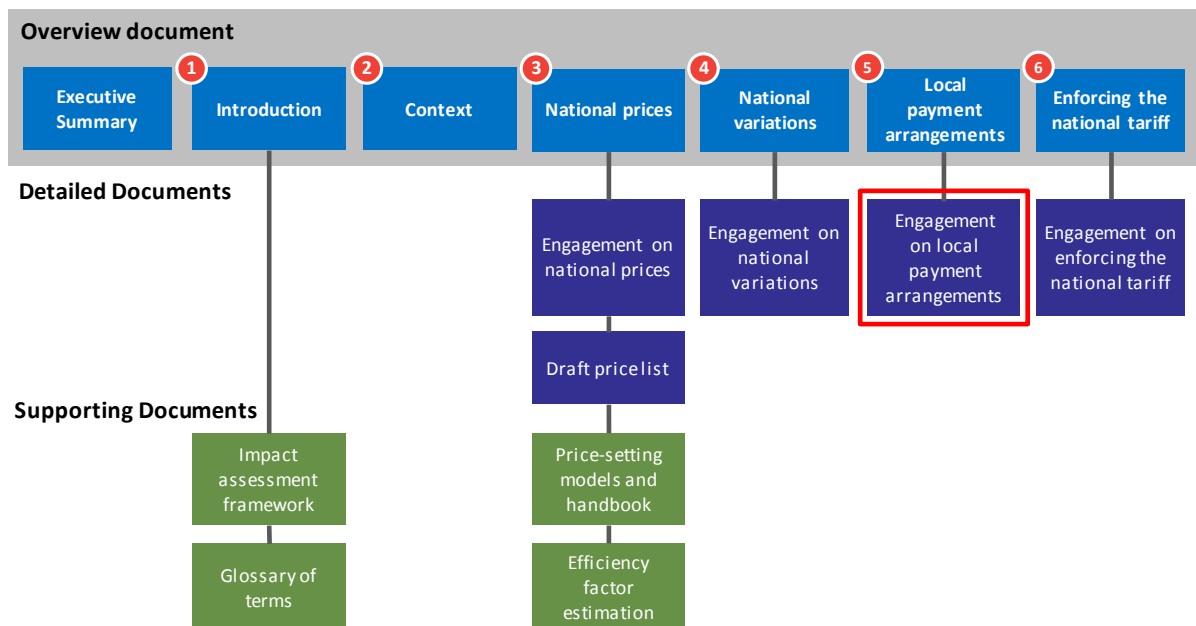 Overview document
1
2
3
4
5
6
Executive
Summary
Introduction
Context
National prices
National
variations
Local
payment
arrangements
Enforcing the
national tariff
Detailed Documents
Engagement on
national prices
Engagement on
national
variations
Engagement
on local
payment
arrangements
Engagement on
enforcing the
national tariff
Draft price list
Supporting Documents
Impact
assessment
framework
Price-setting
models and
handbook
Glossary of
terms
Efficiency
factor
estimation